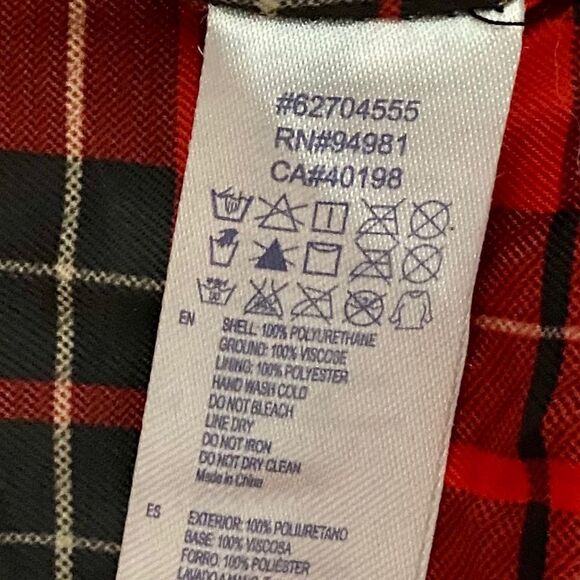 #62704555
RN#94981
CA#40198
EN
SHELL: 100% POLYURETHANE
GROUND: 100% VISCOSE
LINING: 100% POLYESTER
HAND WASH COLD
DO NOT BLEACH
LINE DRY
DO NOT IRON
DO NOT DRY CLEAN
Made in China
ES
EXTERIOR: 100% POLIURETANO
BASE: 100% VISCOSA
FORRO: 100% POLIÉSTER
LAVADO A